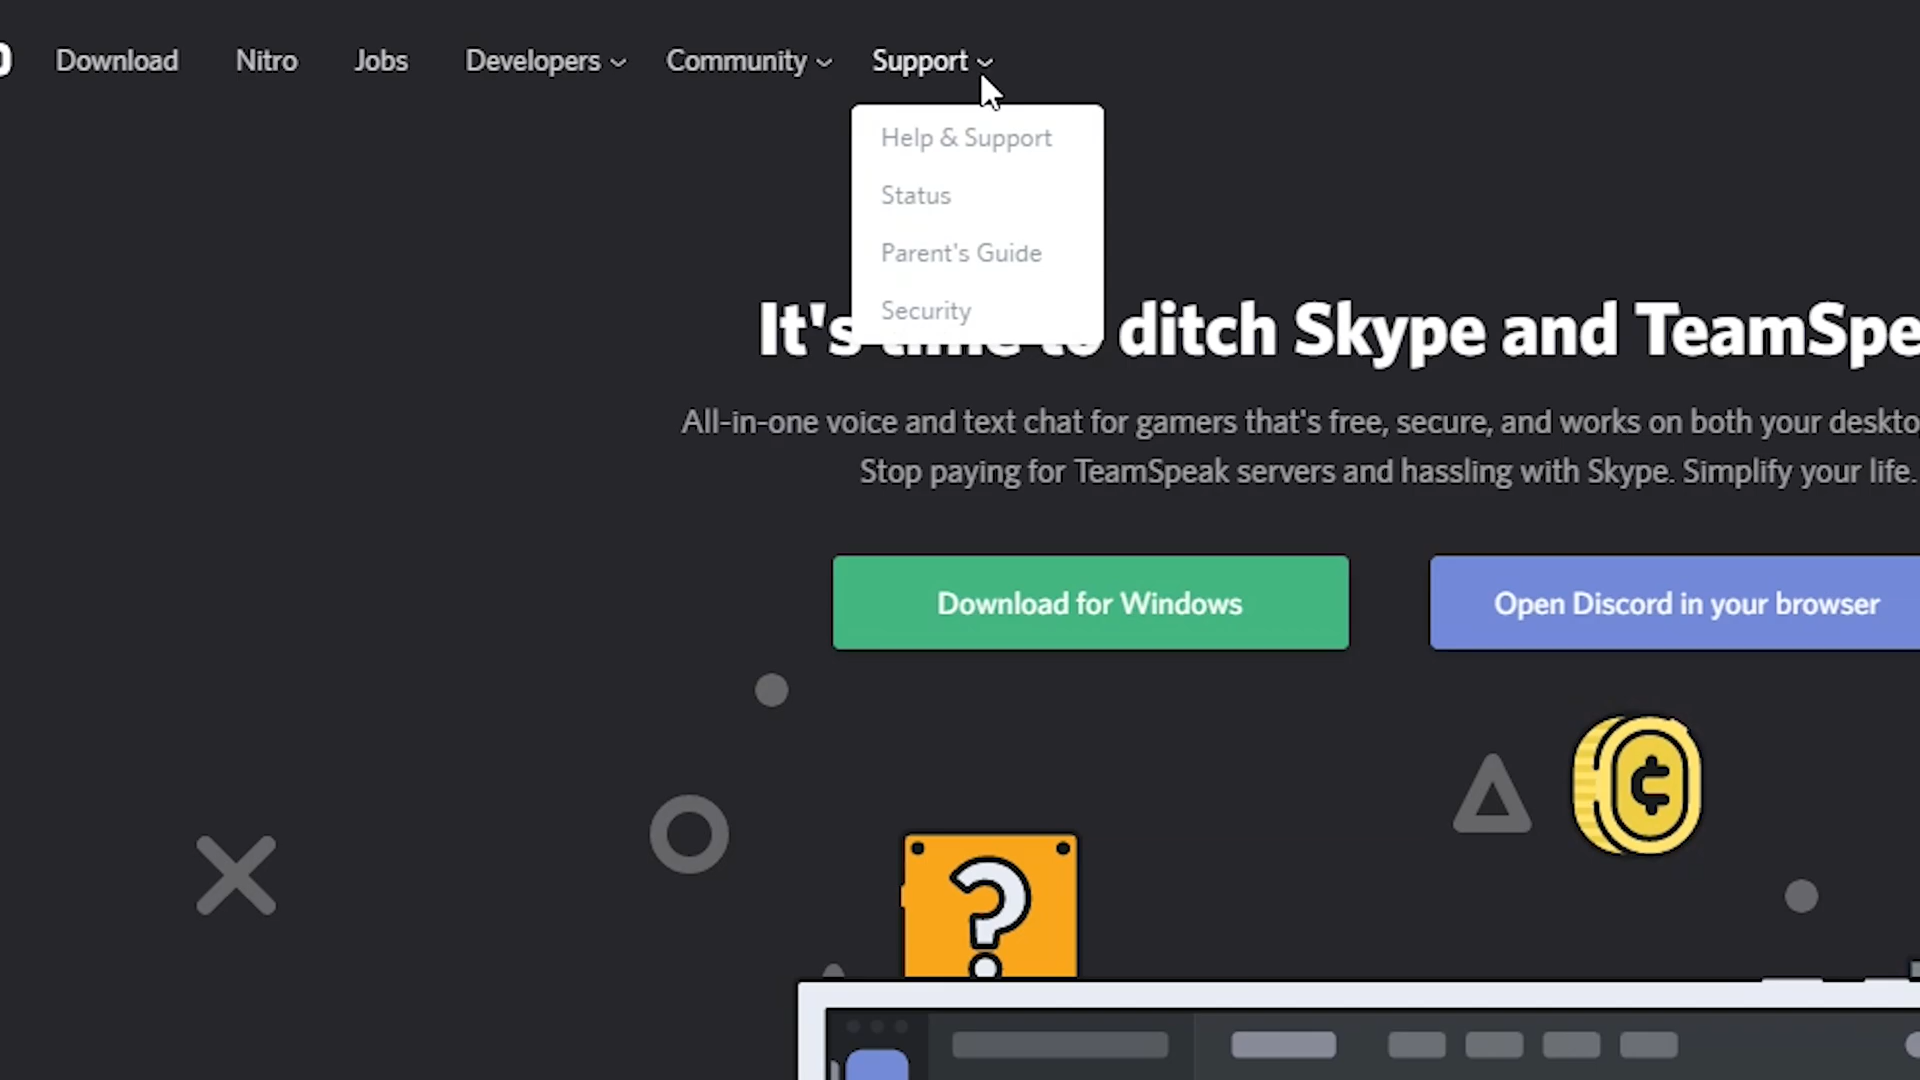 Download Nitro Jobs Developers Community Support
Help & Support
Status
Parent's Guide
Security
It's time to ditch Skype and TeamSpe
All-in-one voice and text chat for gamers that's free, secure, and works on both your deskto
Stop paying for TeamSpeak servers and hassling with Skype. Simplify your life.
Download for Windows
Open Discord in your browser
?